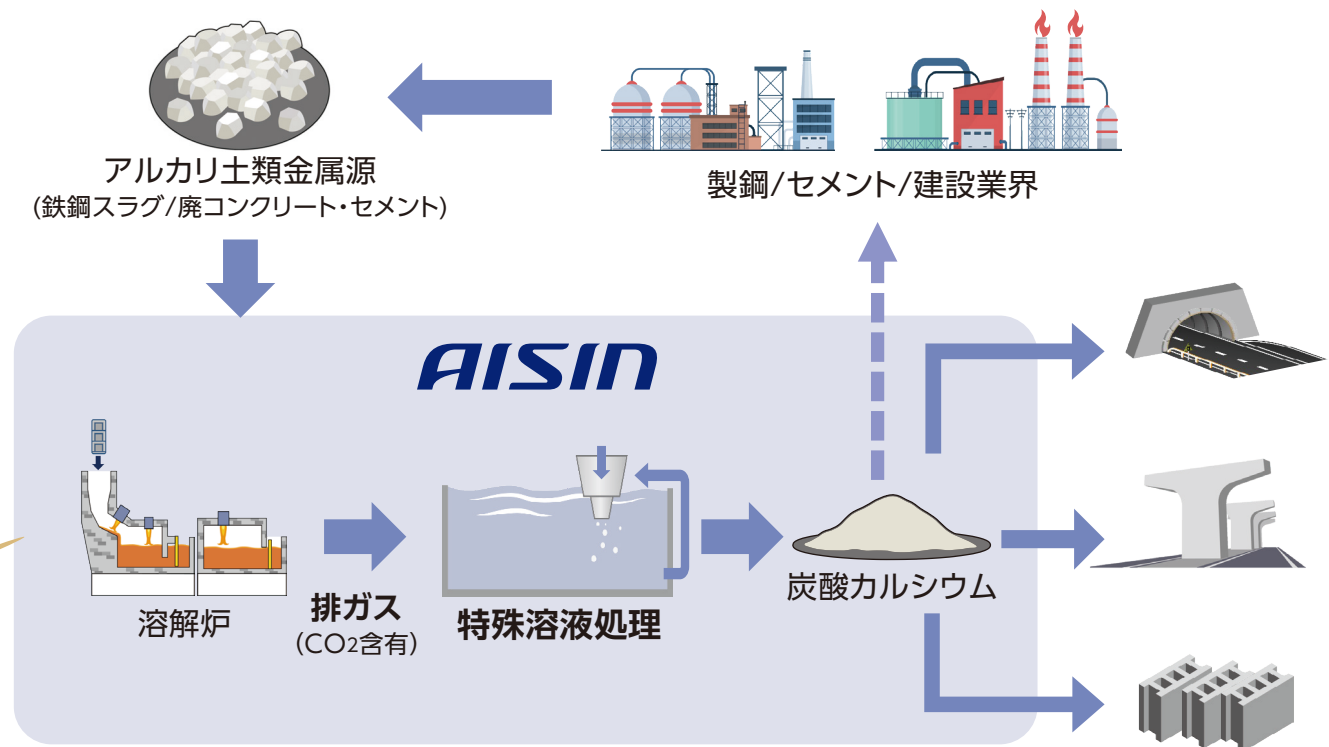 アルカリ土類金属源
(鉄鋼スラグ/廃コンクリート・セメント)
製鋼/セメント/建設業界
AISIN
溶解炉
排ガス
(CO2含有)
特殊溶液処理
炭酸カルシウム